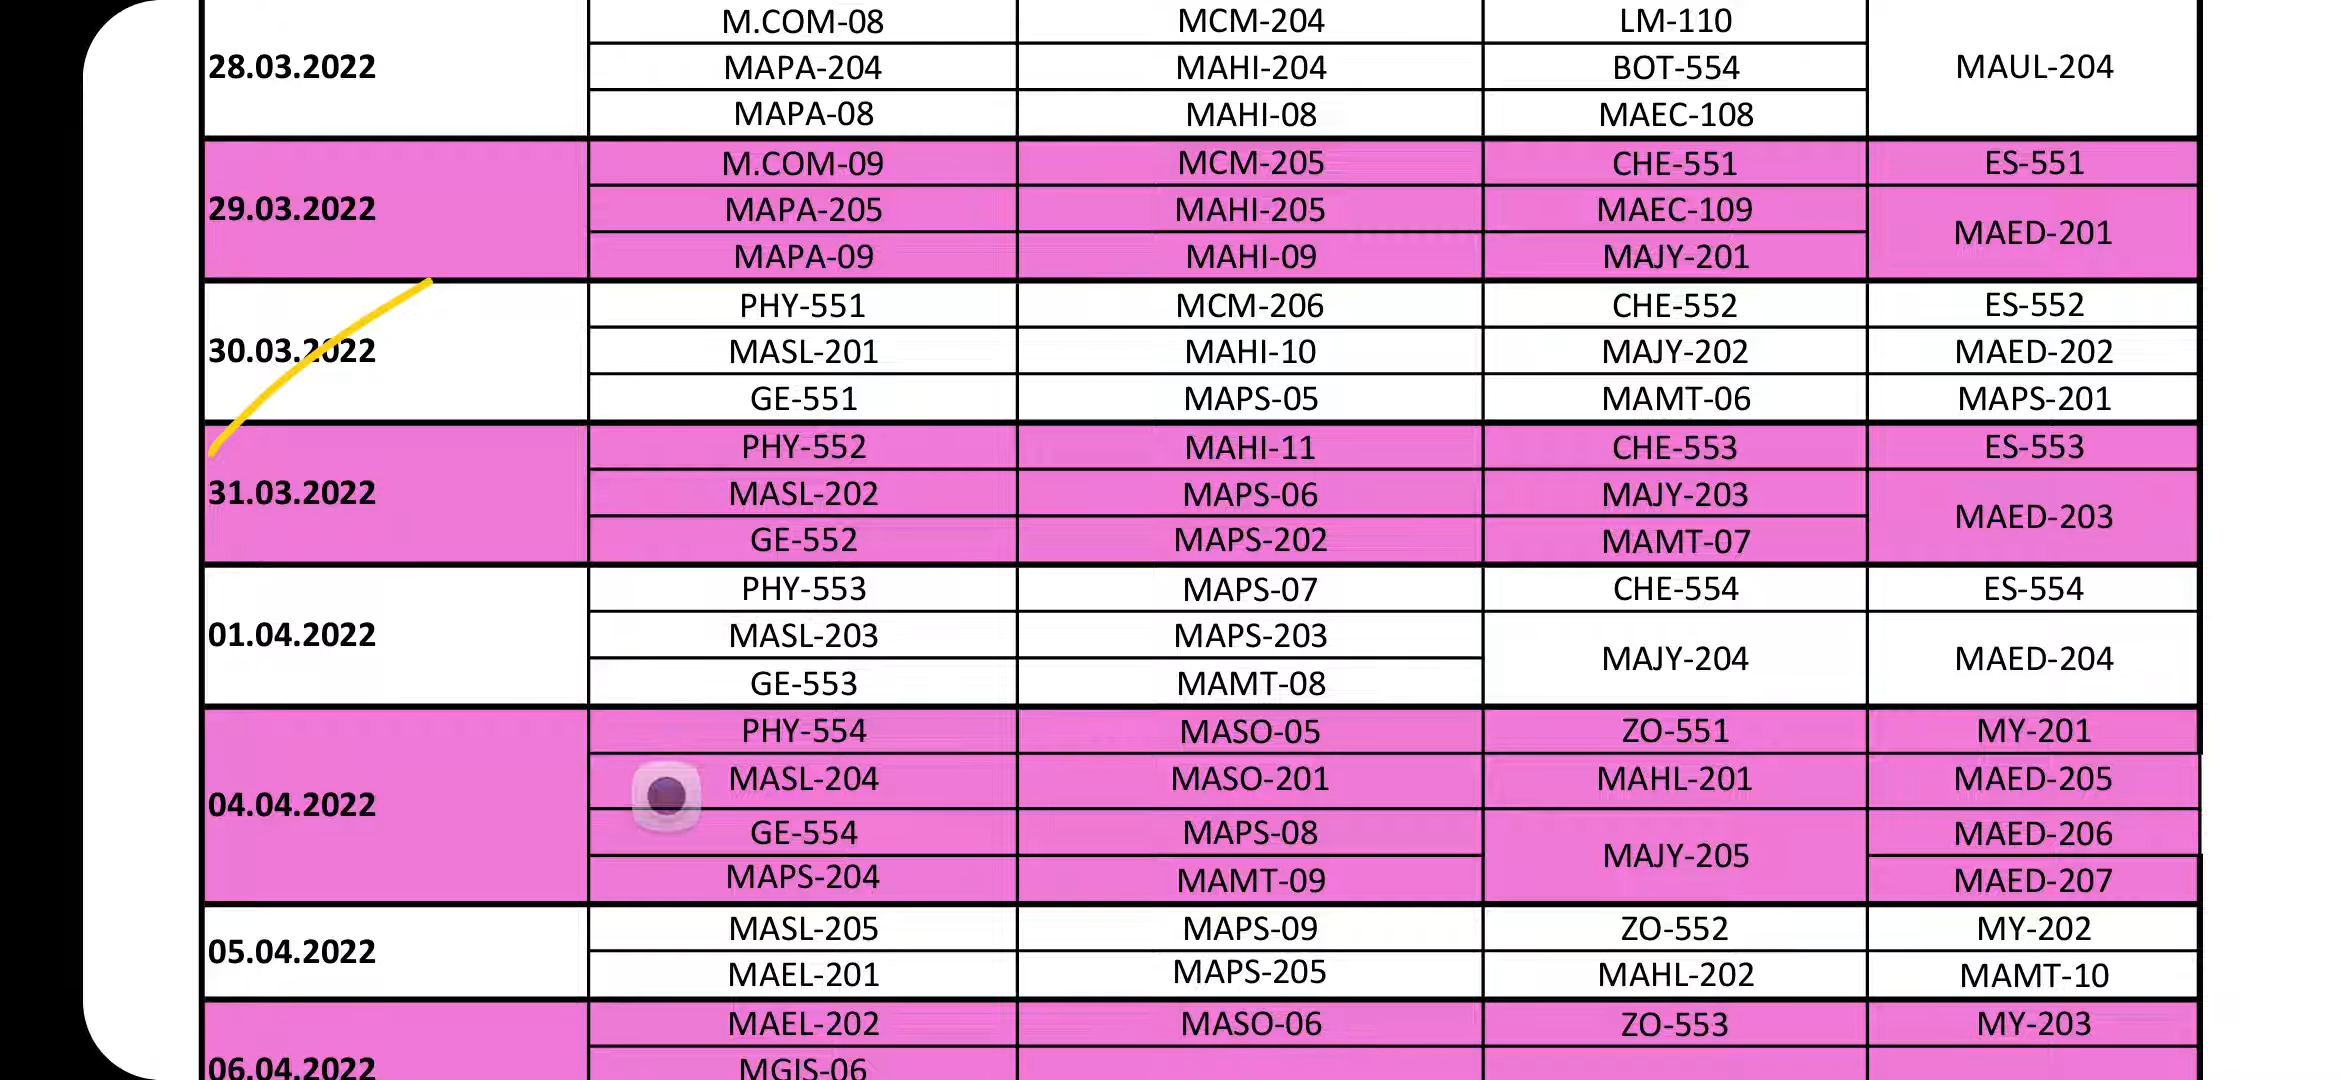 M.COM-08 MCM-204 LM-110
28.03.2022 MAPA-204 MAHI-204 BOT-554 MAUL-204
MAPA-08 MAHI-08 MAEC-108
M.COM-09 MCM-205 CHE-551 ES-551
29.03.2022 MAPA-205 MAHI-205 MAEC-109 MAED-201
MAPA-09 MAHI-09 MAJY-201
PHY-551 MCM-206 CHE-552 ES-552
30.03.2022 MASL-201 MAHI-10 MAJY-202 MAED-202
GE-551 MAPS-05 MAMT-06 MAPS-201
PHY-552 MAHI-11 CHE-553 ES-553
31.03.2022 MASL-202 MAPS-06 MAJY-203 MAED-203
GE-552 MAPS-202 MAMT-07
PHY-553 MAPS-07 CHE-554 ES-554
01.04.2022 MASL-203 MAPS-203 MAJY-204 MAED-204
GE-553 MAMT-08
PHY-554 MASO-05 ZO-551 MY-201
04.04.2022 MASL-204 MASO-201 MAHL-201 MAED-205
GE-554 MAPS-08 MAJY-205 MAED-206
MAPS-204 MAMT-09 MAED-207
05.04.2022 MASL-205 MAPS-09 ZO-552 MY-202
MAEL-201 MAPS-205 MAHL-202 MAMT-10
MAEL-202 MASO-06 ZO-553 MY-203
06.04.2022 MGIS-06